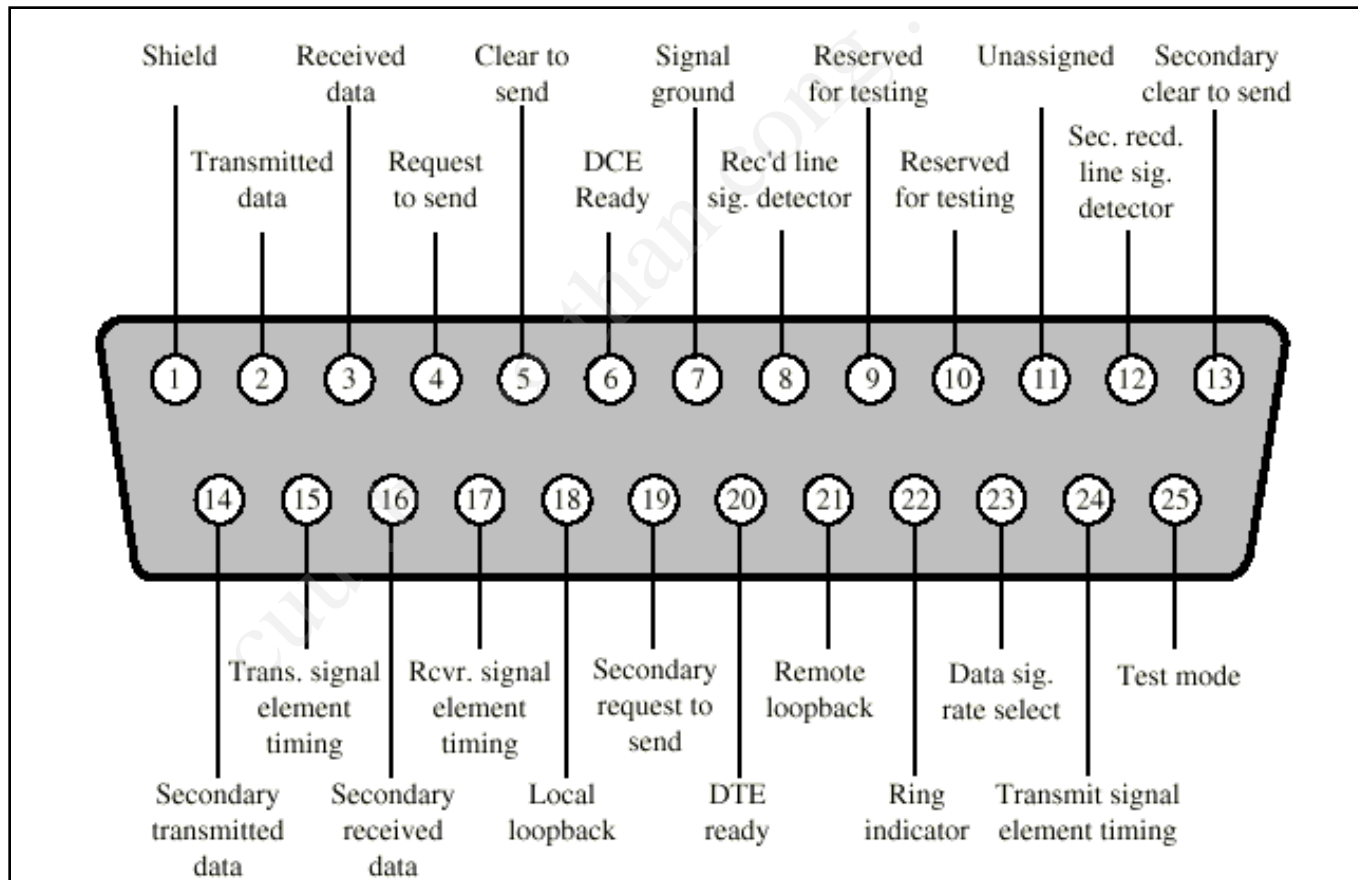 Shield
Received
data
Clear to
send
Signal
ground
Reserved
for testing
Unassigned
Secondary
clear to send
Transmitted
data
Request
to send
DCE
Ready
Rec'd line
sig. detector
Reserved
for testing
Sec. recd.
line sig.
detector
1 2 3 4 5 6 7 8 9 10 11 12 13
14 15 16 17 18 19 20 21 22 23 24 25
Trans. signal
element
timing
Rcvr. signal
element
timing
Secondary
request to
send
Remote
loopback
Data sig.
rate select
Test mode
Secondary
transmitted
data
Secondary
received
data
Local
loopback
DTE
ready
Ring
indicator
Transmit signal
element timing